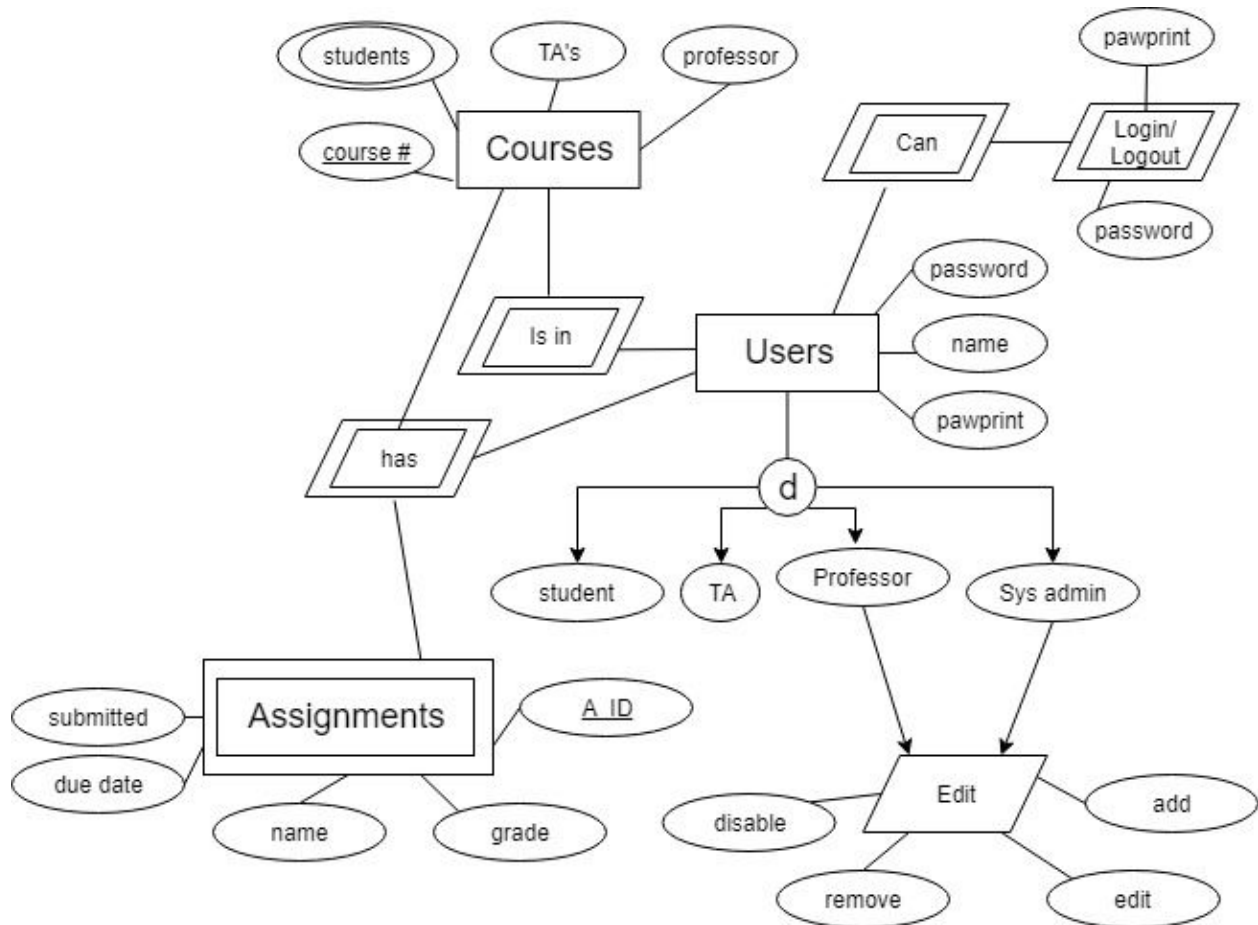 pawprint
students
TA's
professor
Can
Login/
Logout
course #
Courses
password
password
Is in
Users
name
pawprint
has
d
student
TA
Professor
Sys admin
submitted
Assignments
A_ID
due date
name
grade
disable
Edit
add
remove
edit